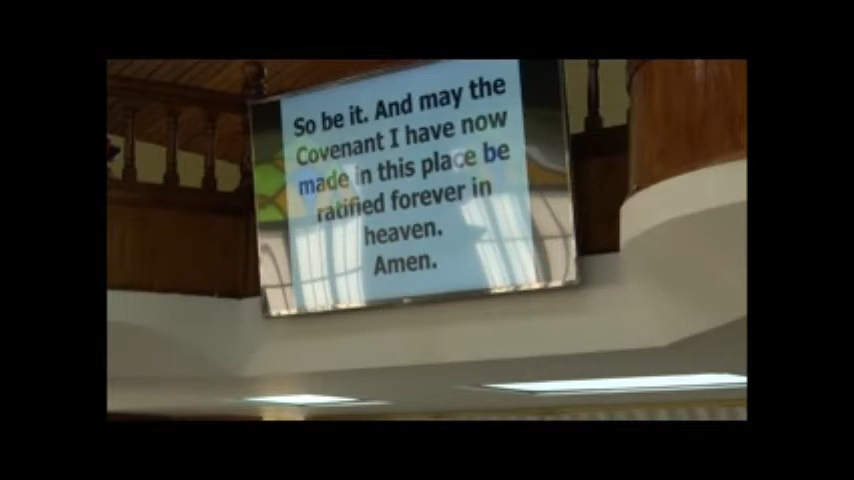 So be it. And may the
Covenant I have now
made in this place be
ratified forever in
heaven.
Amen.